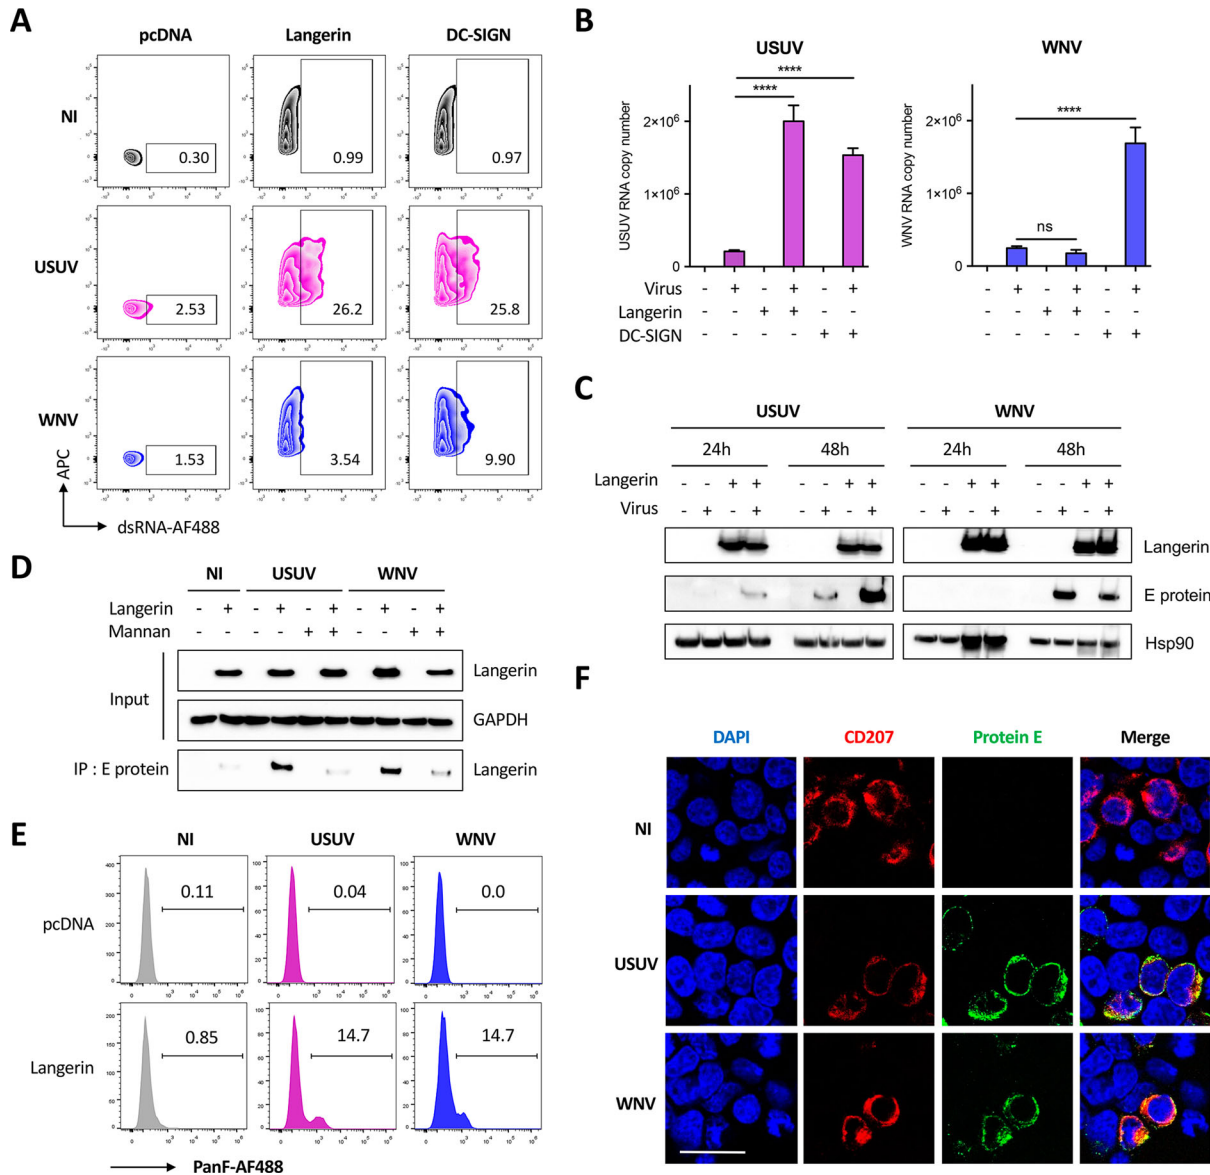 A
pcDNA
Langerin
DC-SIGN
NI
0.30
0.99
0.97
USUV
2.53
26.2
25.8
WNV
1.53
3.54
9.90
APC
dsRNA-AF488
B
USUV
WNV
****
****
****
ns
USUV RNA copy number
2×10⁶
1×10⁶
0
WNV RNA copy number
2×10⁶
1×10⁶
0
Virus - + - + - + - + - + - +
Langerin - - + + - - - - + + - -
DC-SIGN - - - - + + - - - - + +
C
USUV
WNV
24h
48h
24h
48h
Langerin - - + + - - + + - - + + - - + +
Virus - + - + - + - + - + - + - + - +
Langerin
E protein
Hsp90
D
NI
USUV
WNV
Langerin - + - + - + - + - +
Mannan - - - - + + - - + +
Input
Langerin
GAPDH
IP : E protein
Langerin
E
NI
USUV
WNV
pcDNA
0.11
0.04
0.0
Langerin
0.85
14.7
14.7
PanF-AF488
F
DAPI
CD207
Protein E
Merge
NI
USUV
WNV